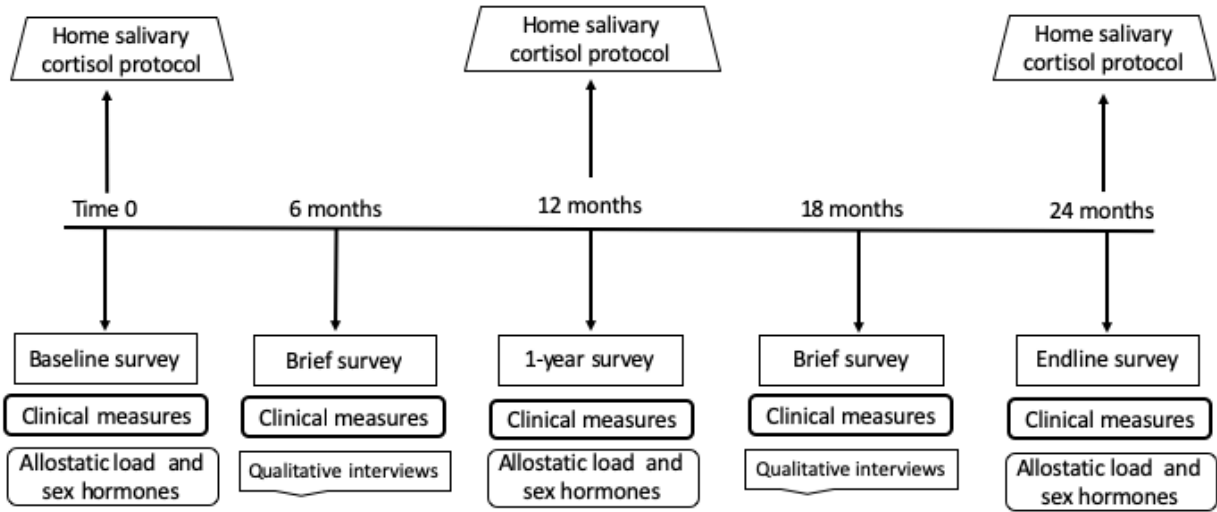 Home salivary
cortisol protocol
Home salivary
cortisol protocol
Home salivary
cortisol protocol
Time 0
6 months
12 months
18 months
24 months
Baseline survey
Brief survey
1-year survey
Brief survey
Endline survey
Clinical measures
Clinical measures
Clinical measures
Clinical measures
Clinical measures
Allostatic load and
sex hormones
Qualitative interviews
Allostatic load and
sex hormones
Qualitative interviews
Allostatic load and
sex hormones